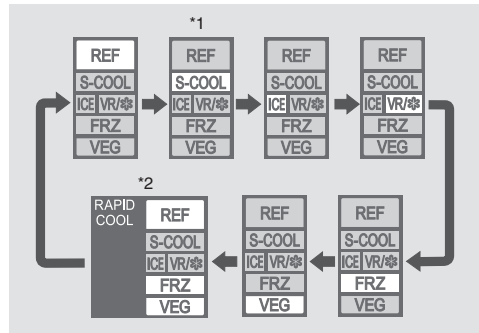 *1
REF
S-COOL
ICE VR/❄
FRZ
VEG
REF
S-COOL
ICE VR/❄
FRZ
VEG
REF
S-COOL
ICE VR/❄
FRZ
VEG
REF
S-COOL
ICE VR/❄
FRZ
VEG
*2
RAPID
COOL
REF
S-COOL
ICE VR/❄
FRZ
VEG
REF
S-COOL
ICE VR/❄
FRZ
VEG
REF
S-COOL
ICE VR/❄
FRZ
VEG